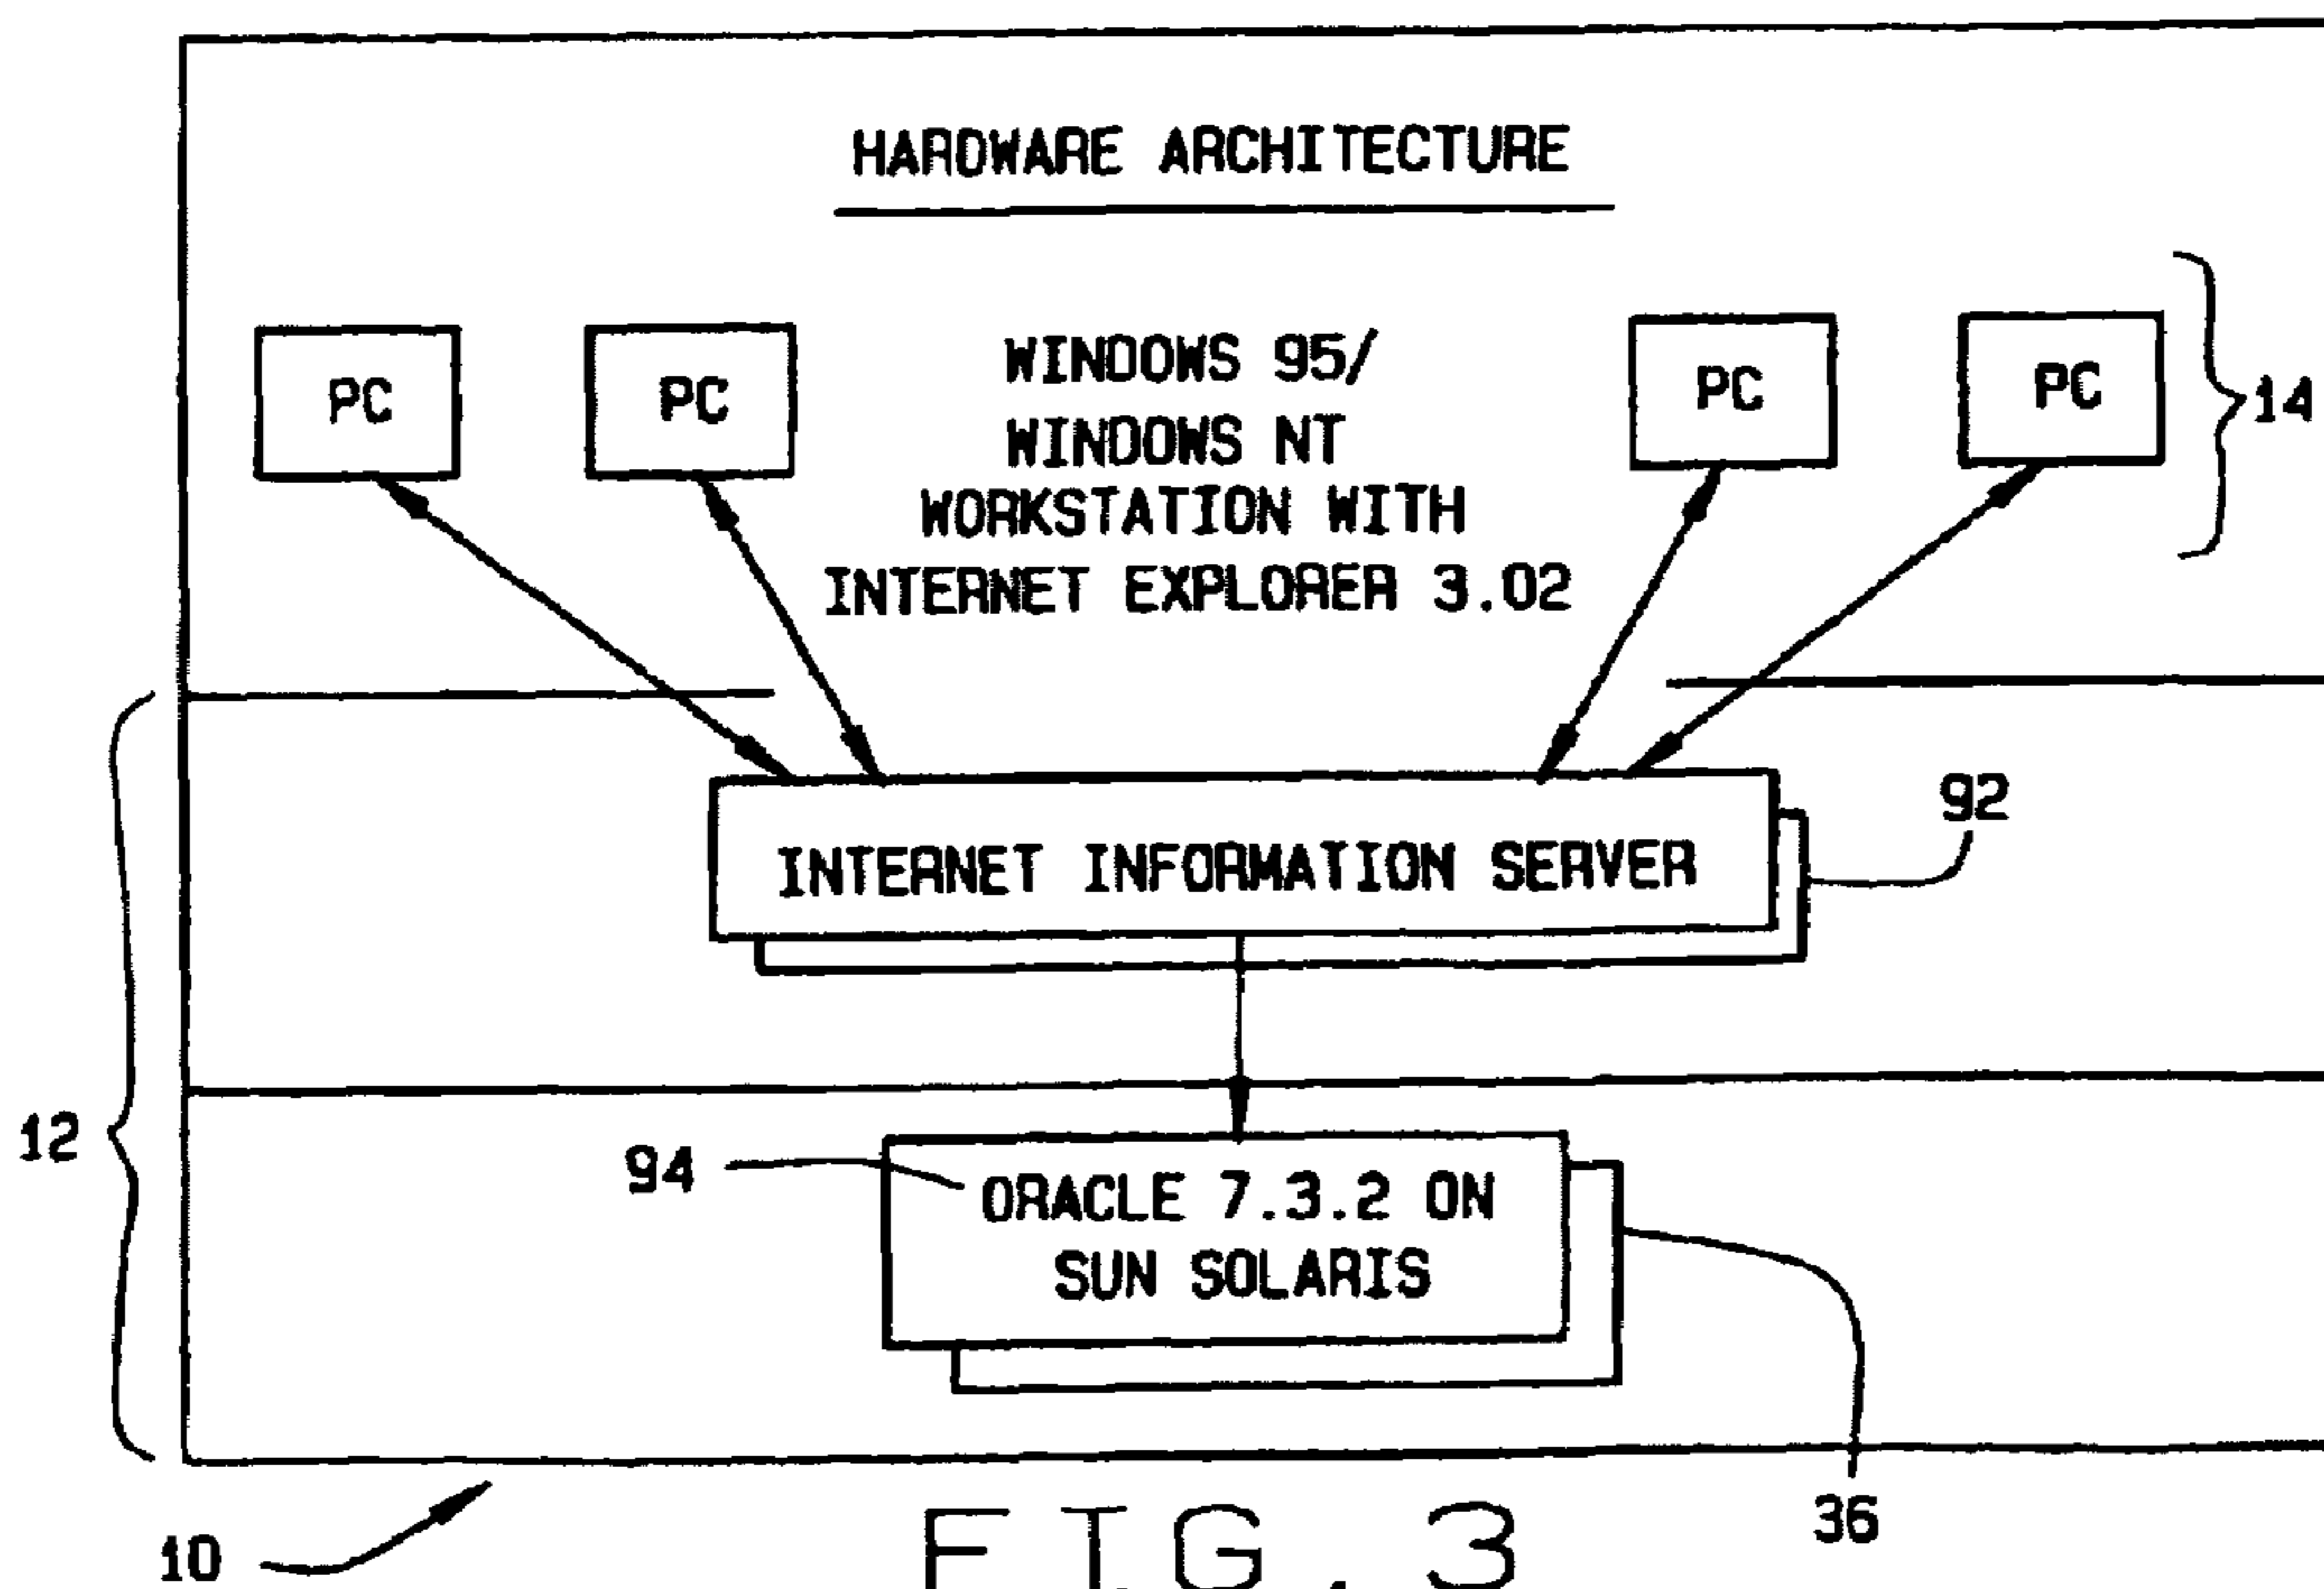 HARDWARE ARCHITECTURE
PC
PC
WINDOWS 95/
WINDOWS NT
WORKSTATION WITH
INTERNET EXPLORER 3.02
PC
PC
14
INTERNET INFORMATION SERVER
92
12
94
ORACLE 7.3.2 ON
SUN SOLARIS
36
10
FIG. 3